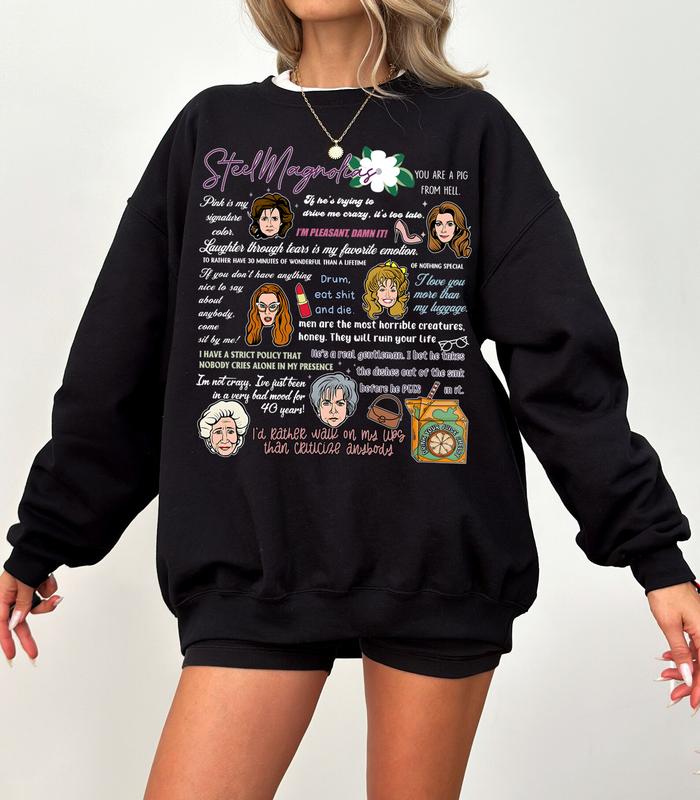 Steel Magnolias
YOU ARE A PIG
FROM HELL.
Pink is my
signature
color.
If he's trying to
drive me crazy, it's too late.
I'M PLEASANT, DAMN IT!
Laughter through tears is my favorite emotion.
I'D RATHER HAVE 30 MINUTES OF WONDERFUL THAN A LIFETIME
OF NOTHING SPECIAL
If you don't have anything
nice to say
about
anybody,
come
sit by me!
Drum,
eat shit
and die.
I love you
more than
my luggage.
men are the most horrible creatures,
honey. They will ruin your life
I HAVE A STRICT POLICY THAT
NOBODY CRIES ALONE IN MY PRESENCE
He's a real gentleman. I bet he takes
the dishes out of the sink
before he pees in it.
I'm not crazy, I've just been
in a very bad mood for
40 years!
I'd rather walk on my lips
than criticize anybody